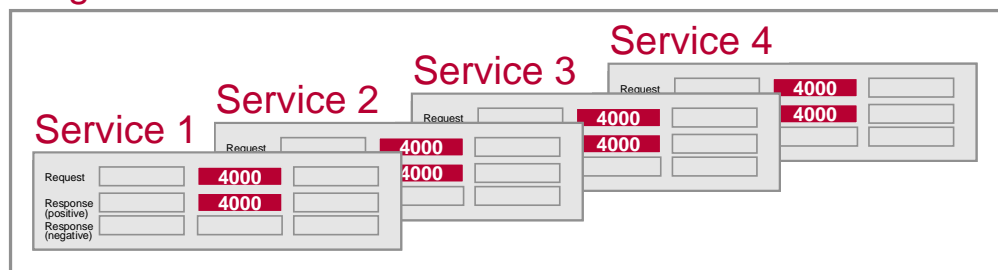 Service 4
Request 4000
4000
Service 3
Request 4000
4000
Service 2
Request 4000
4000
Service 1
Request 4000
Response
(positive) 4000
Response
(negative)